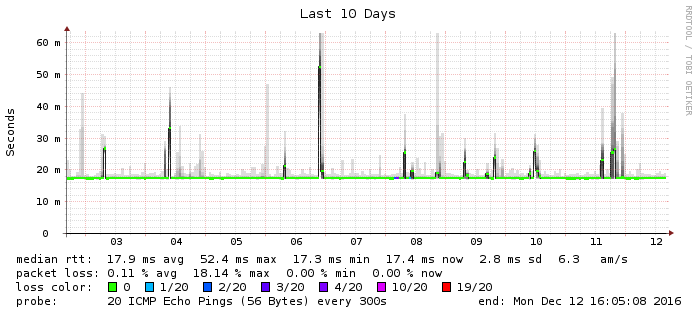 Last 10 Days
RRDTOOL / TOBI OETIKER
Seconds
60 m
50 m
40 m
30 m
20 m
10 m
0
03 04 05 06 07 08 09 10 11 12
median rtt: 17.9 ms avg 52.4 ms max 17.3 ms min 17.4 ms now 2.8 ms sd 6.3 am/s
packet loss: 0.11 % avg 18.14 % max 0.00 % min 0.00 % now
loss color: 0 1/20 2/20 3/20 4/20 10/20 19/20
probe: 20 ICMP Echo Pings (56 Bytes) every 300s end: Mon Dec 12 16:05:08 2016